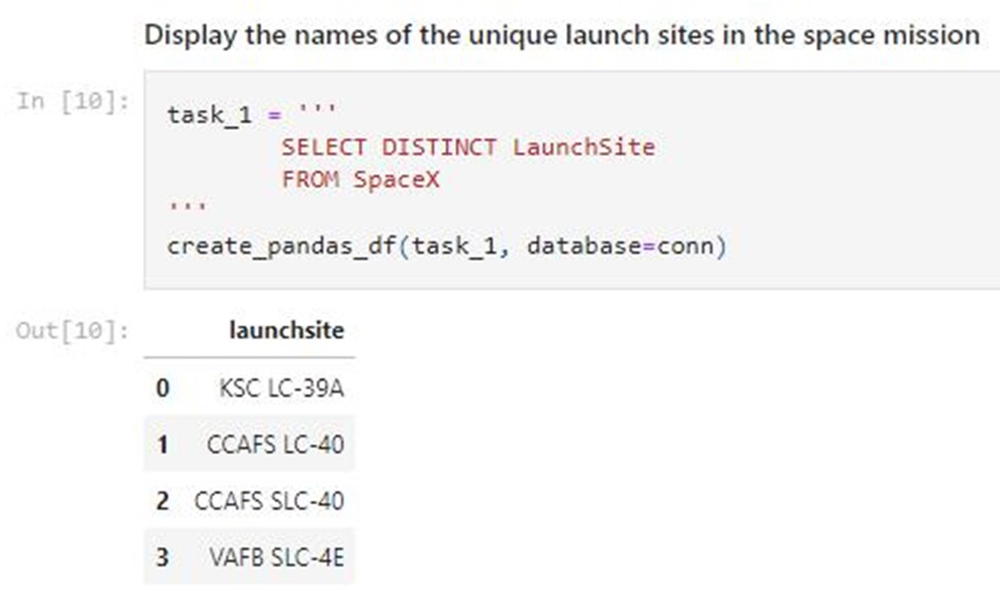 Display the names of the unique launch sites in the space mission
In [10]:
task_1 = '''
SELECT DISTINCT LaunchSite
FROM SpaceX
'''
create_pandas_df(task_1, database=conn)
Out[10]:
launchsite
0 KSC LC-39A
1 CCAFS LC-40
2 CCAFS SLC-40
3 VAFB SLC-4E